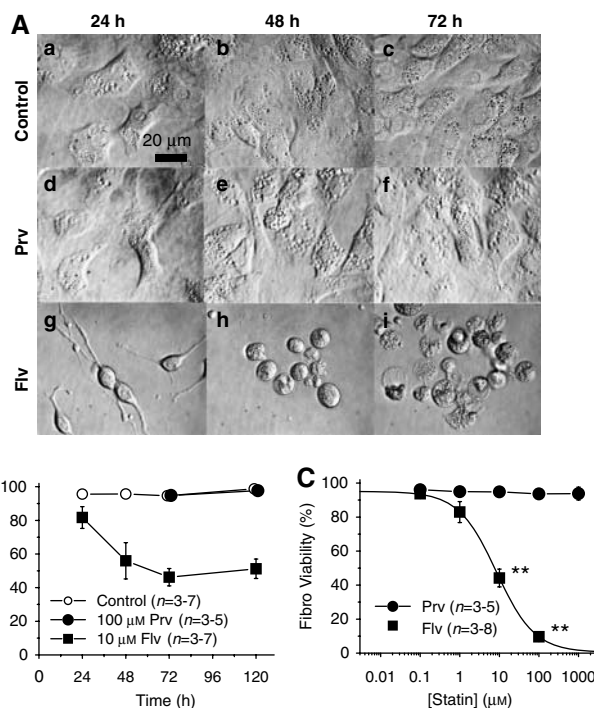 24 h 48 h 72 h
A
Control
a b c
20 µm
Prv
d e f
Flv
g h i
100
80
60
40
20
0
Control (n=3-7)
100 µM Prv (n=3-5)
10 µM Flv (n=3-7)
0 24 48 72 96 120
Time (h)
C
Fibro Viability (%)
100
80
60
40
20
0
**
**
Prv (n=3-5)
Flv (n=3-8)
0.01 0.1 1 10 100 1000
[Statin] (µM)